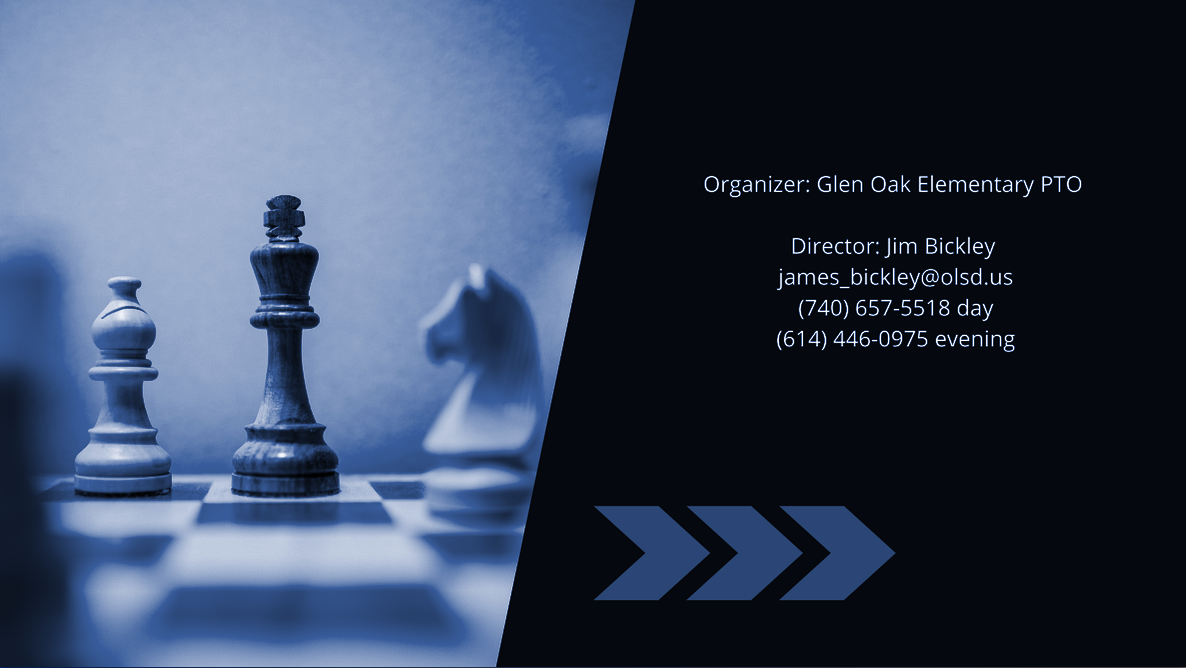 Organizer: Glen Oak Elementary PTO
Director: Jim Bickley
james_bickley@olsd.us
(740) 657-5518 day
(614) 446-0975 evening